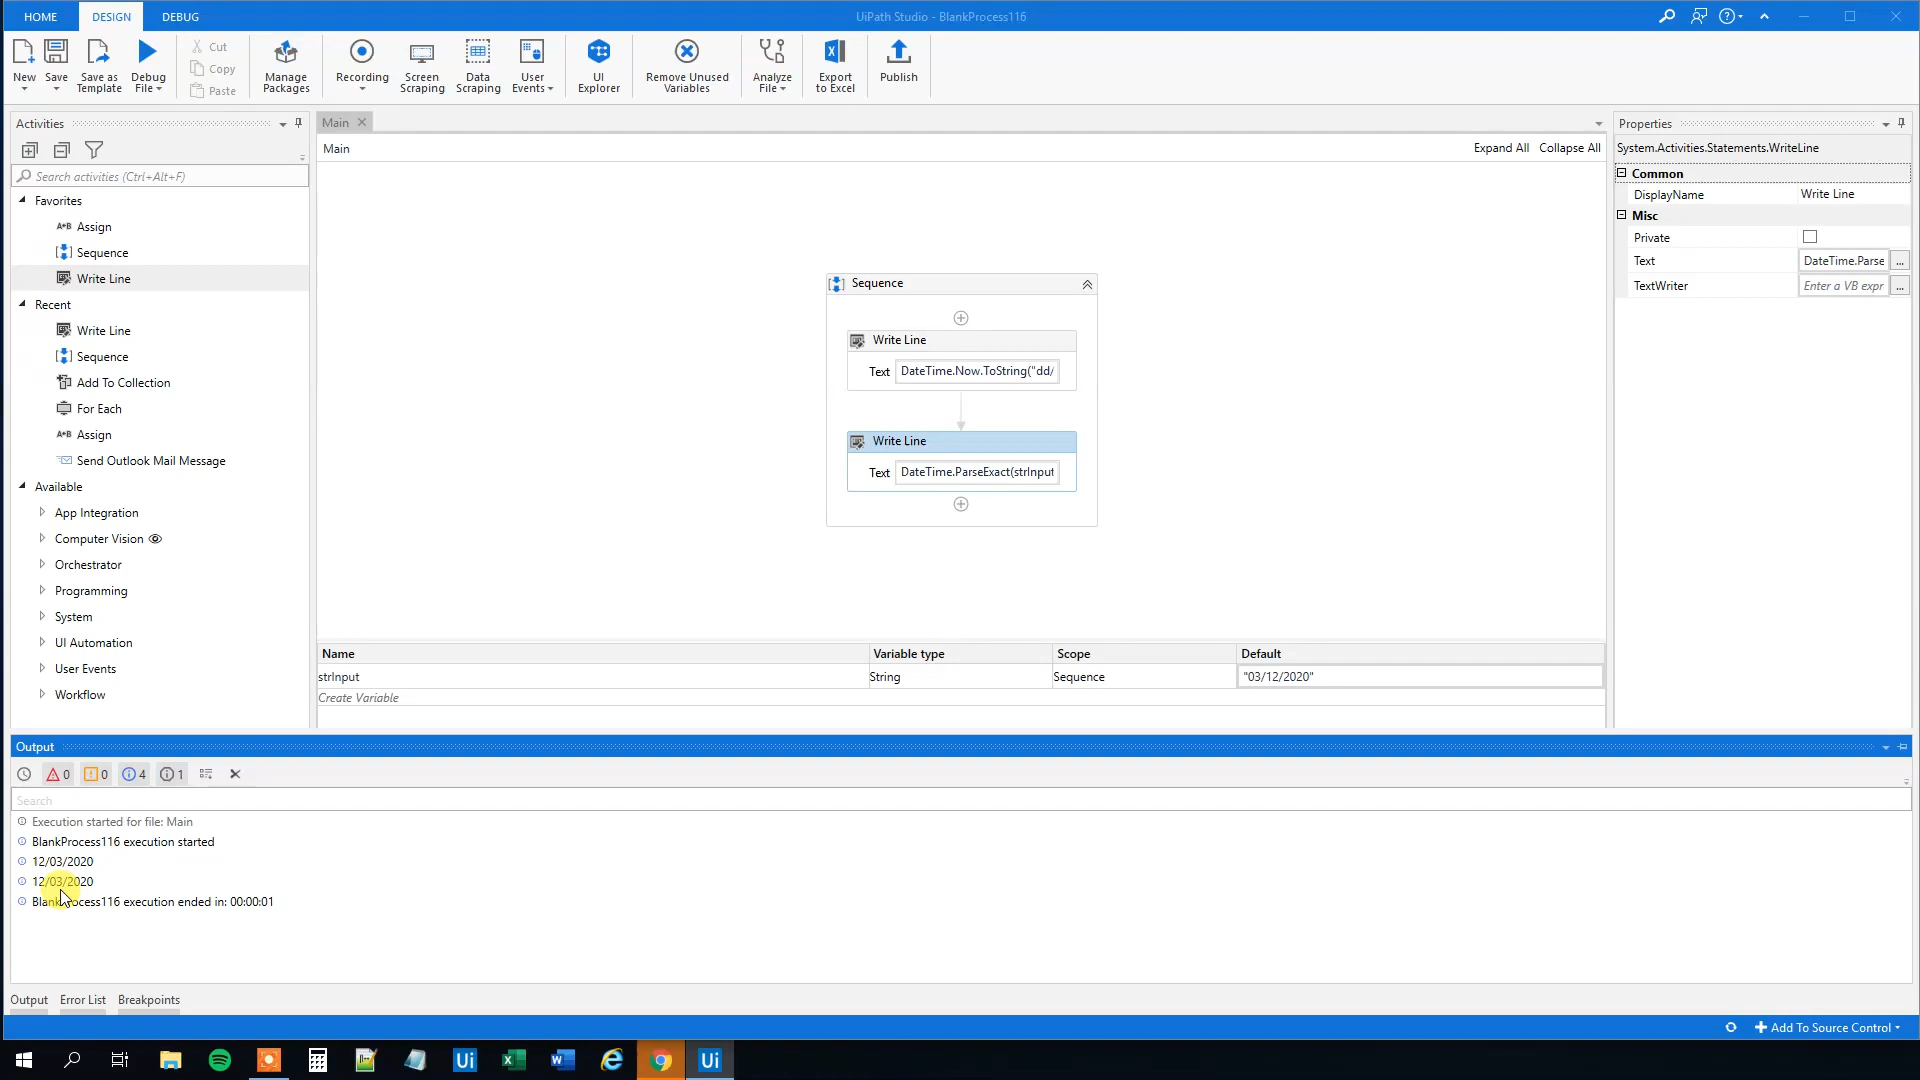 HOME
DESIGN
DEBUG
UiPath Studio - BlankProcess116
New
Save
Save as Template
Debug File
Cut
Copy
Paste
Manage Packages
Recording
Screen Scraping
Data Scraping
User Events
UI Explorer
Remove Unused Variables
Analyze File
Export to Excel
Publish
Activities
Search activities (Ctrl+Alt+F)
Favorites
Assign
Sequence
Write Line
Recent
Write Line
Sequence
Add To Collection
For Each
Assign
Send Outlook Mail Message
Available
App Integration
Computer Vision
Orchestrator
Programming
System
UI Automation
User Events
Workflow
Main
Main
Expand All Collapse All
Sequence
Write Line
Text DateTime.Now.ToString("dd/
Write Line
Text DateTime.ParseExact(strInput
Name Variable type Scope Default
strInput String Sequence "03/12/2020"
Create Variable
Properties
System.Activities.Statements.WriteLine
Common
DisplayName Write Line
Misc
Private
Text DateTime.Parse ...
TextWriter Enter a VB expr ...
Output
0 0 4 1
Search
Execution started for file: Main
BlankProcess116 execution started
12/03/2020
12/03/2020
BlankProcess116 execution ended in: 00:00:01
Output Error List Breakpoints
Add To Source Control